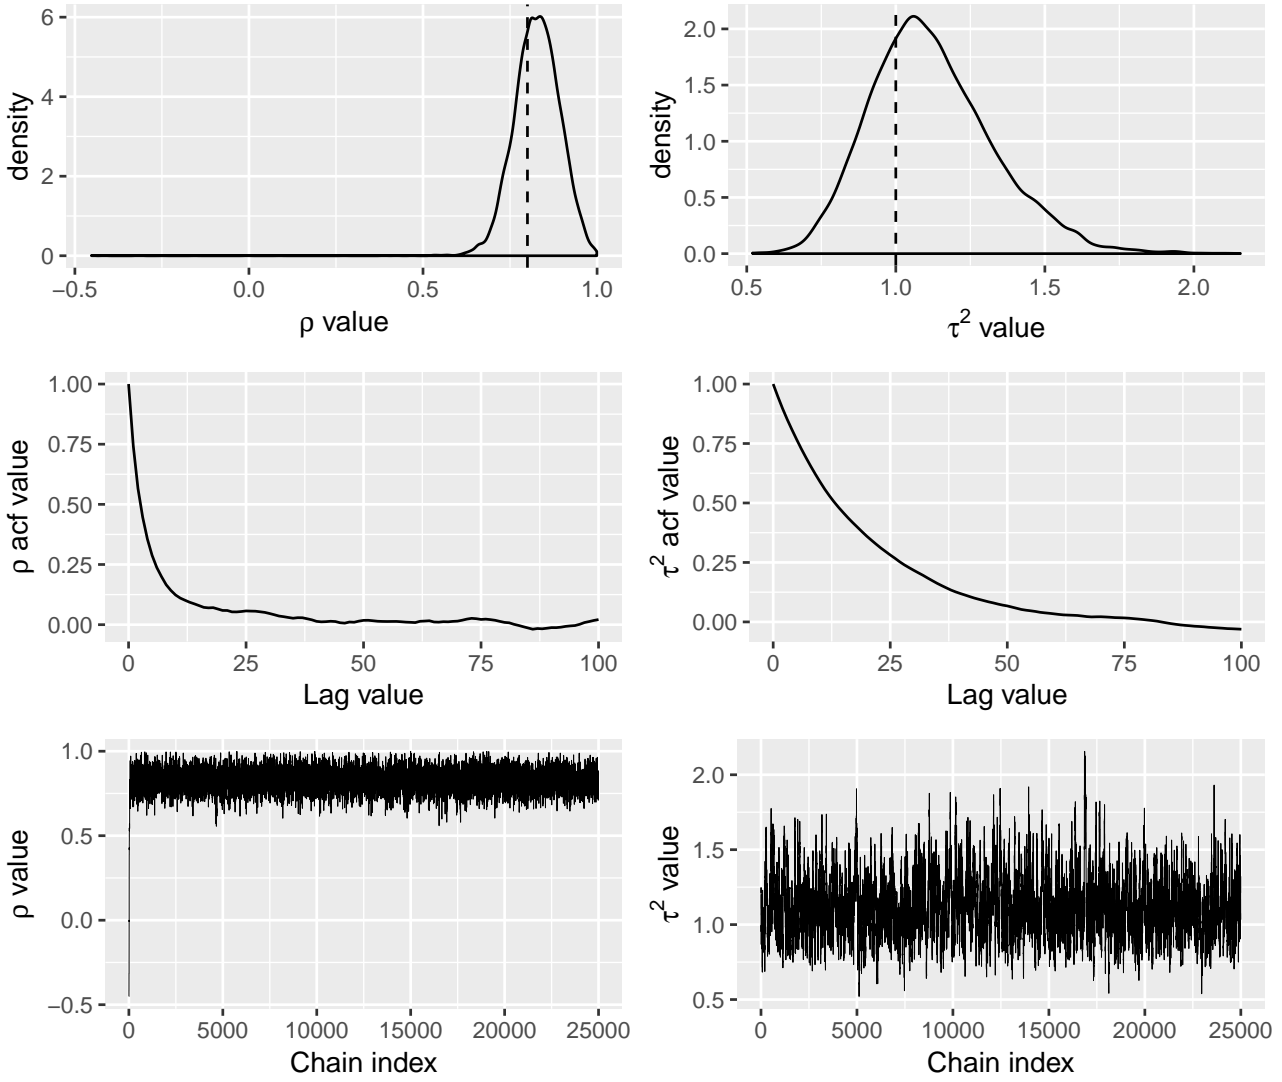 6
4
2
0
density
−0.5 0.0 0.5 1.0
ρ value
2.0
1.5
1.0
0.5
0.0
density
0.5 1.0 1.5 2.0
τ² value
1.00
0.75
0.50
0.25
0.00
ρ acf value
0 25 50 75 100
Lag value
1.00
0.75
0.50
0.25
0.00
τ² acf value
0 25 50 75 100
Lag value
1.0
0.5
0.0
−0.5
ρ value
0 5000 10000 15000 20000 25000
Chain index
2.0
1.5
1.0
0.5
τ² value
0 5000 10000 15000 20000 25000
Chain index